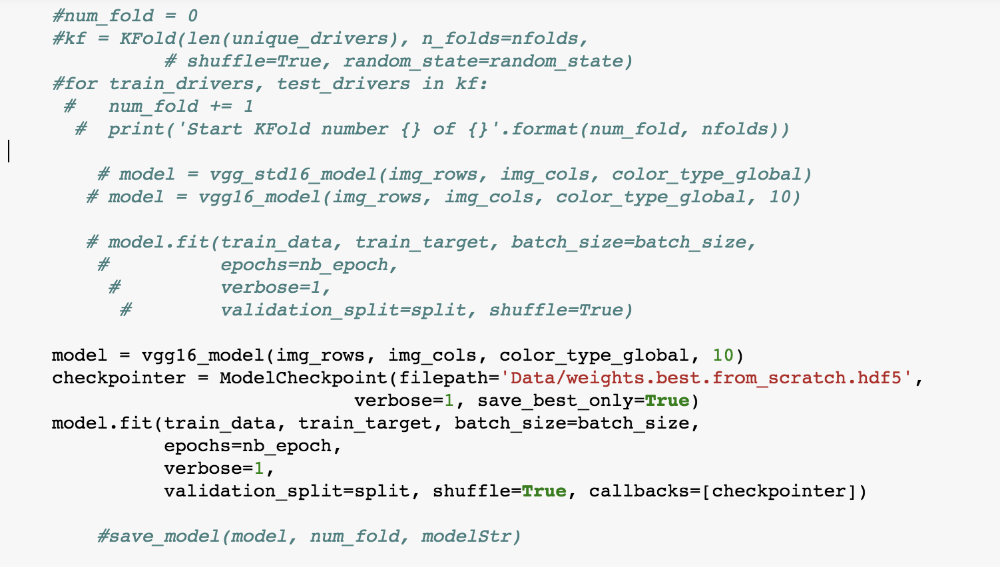 #num_fold = 0
#kf = KFold(len(unique_drivers), n_folds=nfolds,
# shuffle=True, random_state=random_state)
#for train_drivers, test_drivers in kf:
#   num_fold += 1
#  print('Start KFold number {} of {}'.format(num_fold, nfolds))
# model = vgg_std16_model(img_rows, img_cols, color_type_global)
# model = vgg16_model(img_rows, img_cols, color_type_global, 10)
# model.fit(train_data, train_target, batch_size=batch_size,
#          epochs=nb_epoch,
#         verbose=1,
#        validation_split=split, shuffle=True)
model = vgg16_model(img_rows, img_cols, color_type_global, 10)
checkpointer = ModelCheckpoint(filepath='Data/weights.best.from_scratch.hdf5',
verbose=1, save_best_only=True)
model.fit(train_data, train_target, batch_size=batch_size,
epochs=nb_epoch,
verbose=1,
validation_split=split, shuffle=True, callbacks=[checkpointer])
#save_model(model, num_fold, modelStr)